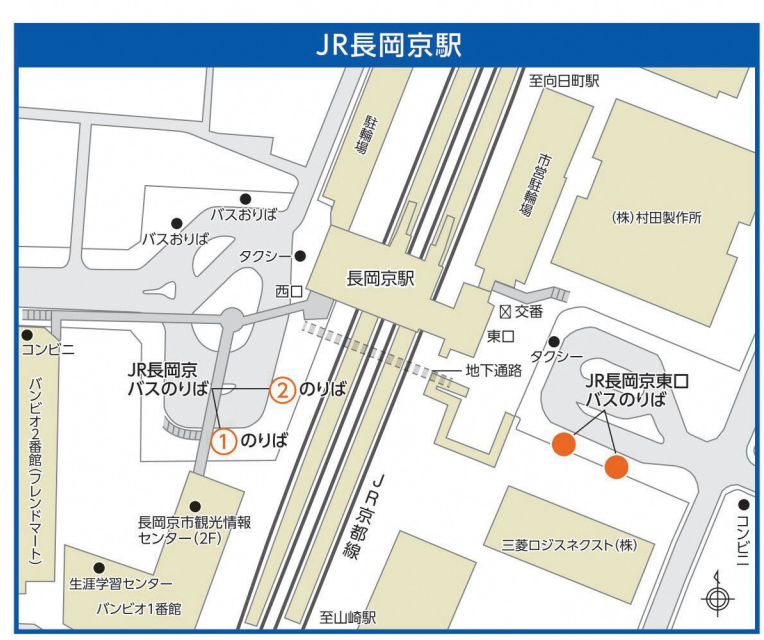 JR長岡京駅
至向日町駅
駐輪場
市営駐輪場
(株)村田製作所
バスおりば
バスおりば
タクシー
長岡京駅
西口
交番
東口
コンビニ
タクシー
地下通路
JR長岡京
バスのりば
②のりば
①のりば
JR長岡京東口
バスのりば
バンビオ2番館(フレンドマート)
JR京都線
長岡京市観光情報
センター(2F)
三菱ロジスネクスト(株)
コンビニ
生涯学習センター
バンビオ1番館
至山崎駅